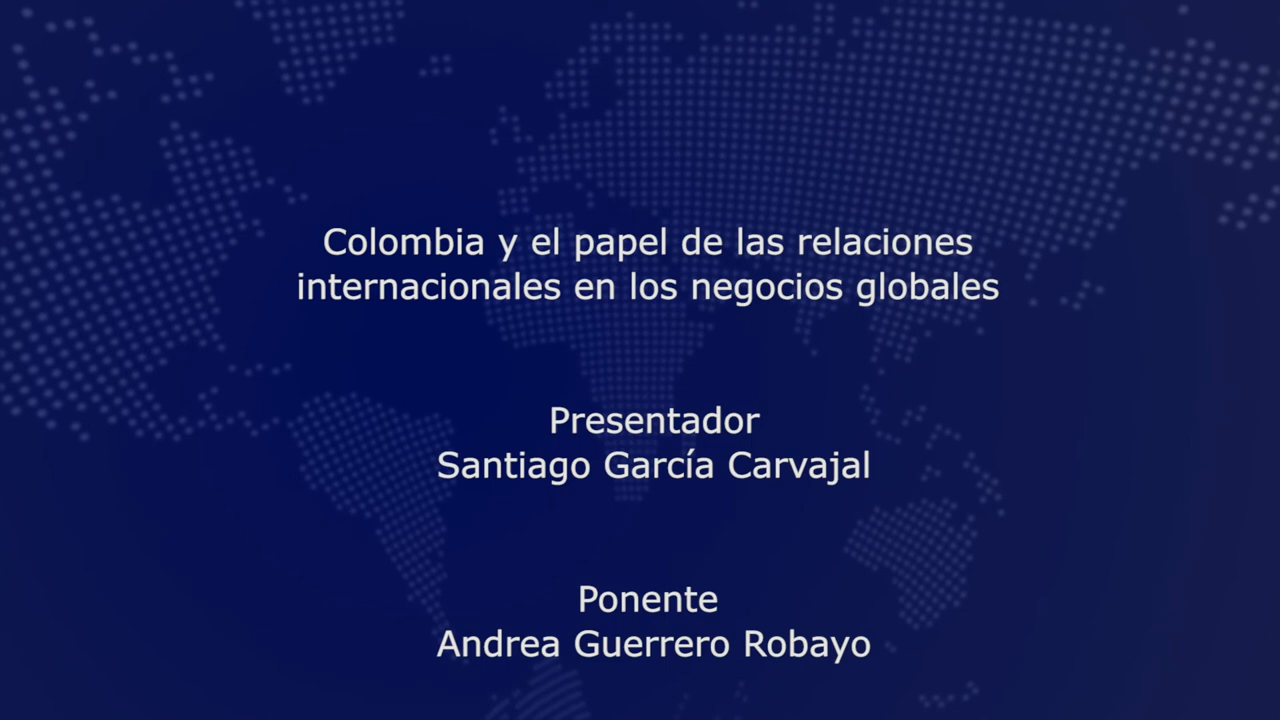 Colombia y el papel de las relaciones
internacionales en los negocios globales
Presentador
Santiago García Carvajal
Ponente
Andrea Guerrero Robayo